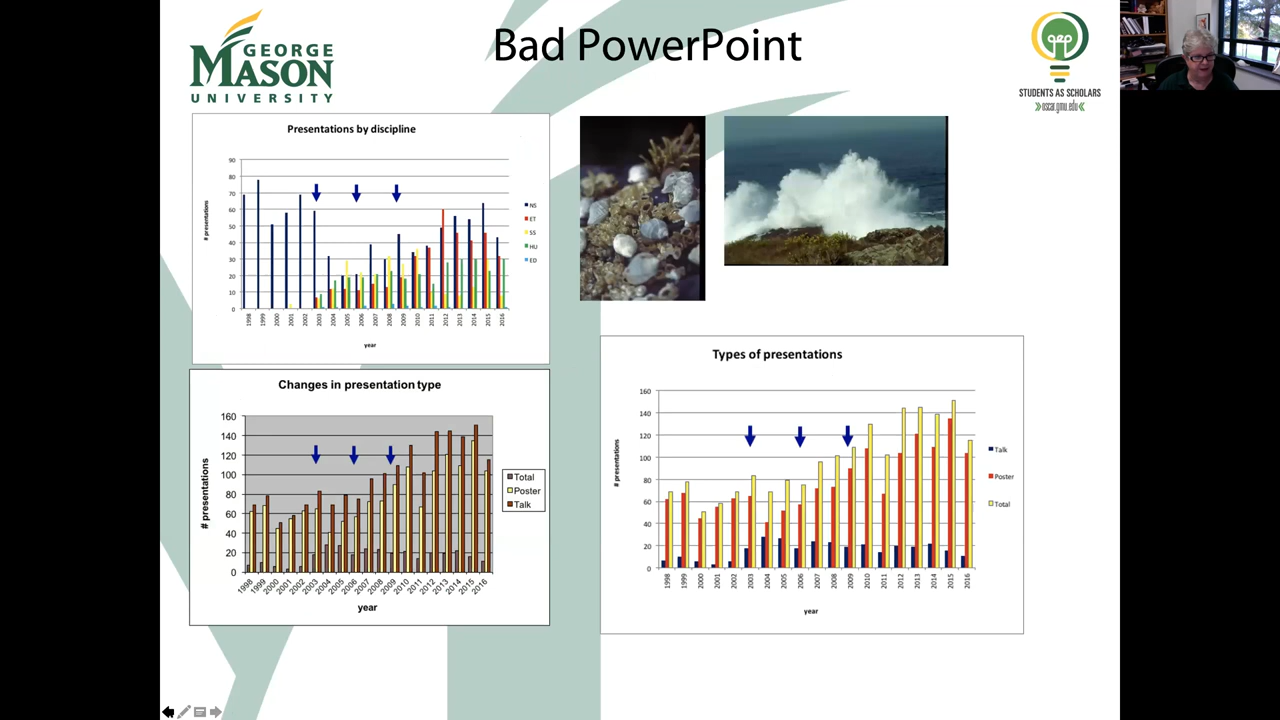 GEORGE
MASON
UNIVERSITY
Bad PowerPoint
STUDENTS AS SCHOLARS
oscar.gmu.edu
Presentations by discipline
90
80
70
60
50
40
30
20
10
0
# presentations
1998 1999 2000 2001 2002 2003 2004 2005 2006 2007 2008 2009 2010 2011 2012 2013 2014 2015 2016
year
NS
ET
SS
HU
EO
Changes in presentation type
160
140
120
100
80
60
40
20
0
# presentations
1998 1999 2000 2001 2002 2003 2004 2005 2006 2007 2008 2009 2010 2011 2012 2013 2014 2015 2016
year
Total
Poster
Talk
Types of presentations
160
140
120
100
80
60
40
20
0
# presentations
1998 1999 2000 2001 2002 2003 2004 2005 2006 2007 2008 2009 2010 2011 2012 2013 2014 2015 2016
year
Talk
Poster
Total